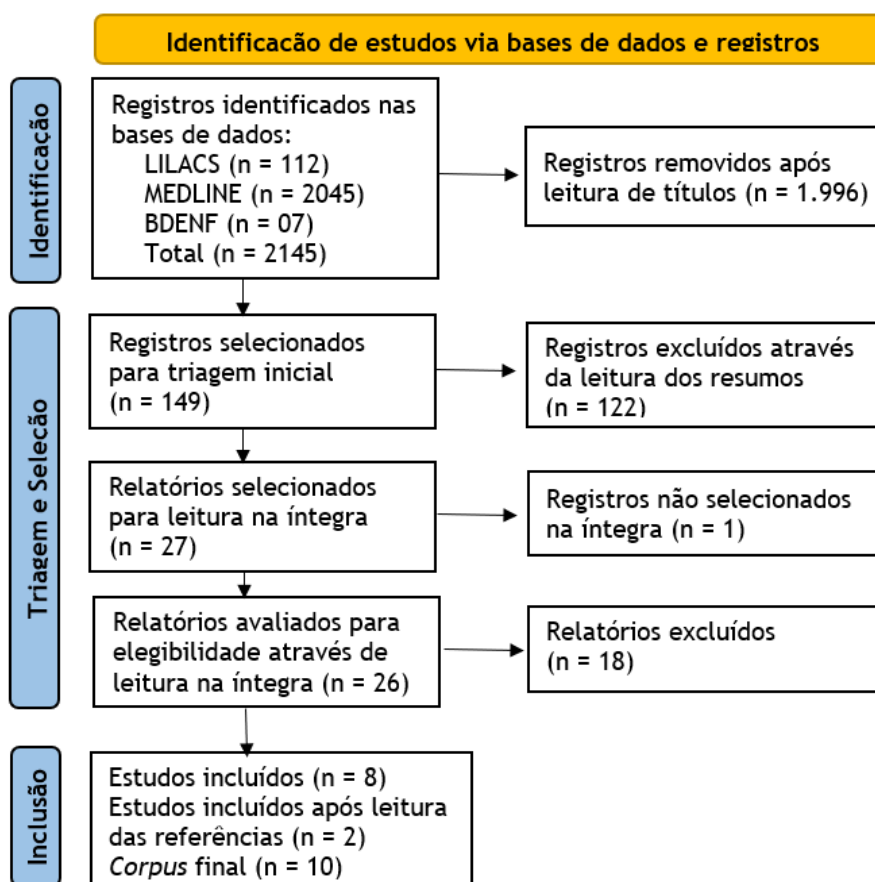 Identificação de estudos via bases de dados e registros
Identificação
Registros identificados nas
bases de dados:
LILACS (n = 112)
MEDLINE (n = 2045)
BDENF (n = 07)
Total (n = 2145)
Registros removidos após
leitura de títulos (n = 1.996)
Triagem e Seleção
Registros selecionados
para triagem inicial
(n = 149)
Registros excluídos através
da leitura dos resumos
(n = 122)
Relatórios selecionados
para leitura na íntegra
(n = 27)
Registros não selecionados
na íntegra (n = 1)
Relatórios avaliados para
elegibilidade através de
leitura na íntegra (n = 26)
Relatórios excluídos
(n = 18)
Inclusão
Estudos incluídos (n = 8)
Estudos incluídos após leitura
das referências (n = 2)
Corpus final (n = 10)